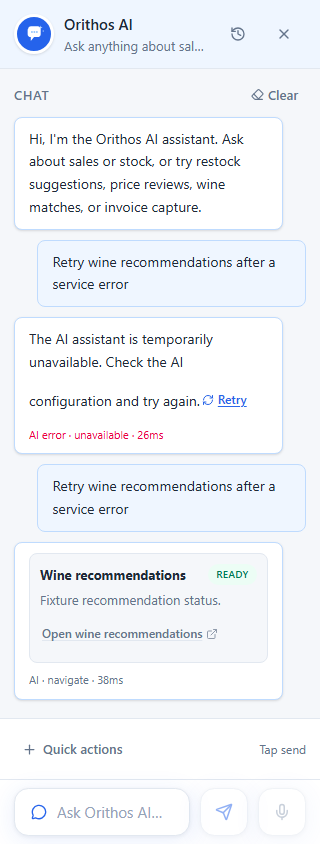 Orithos AI
Ask anything about sal...
CHAT
Clear
Hi, I'm the Orithos AI assistant. Ask
about sales or stock, or try restock
suggestions, price reviews, wine
matches, or invoice capture.
Retry wine recommendations after a
service error
The AI assistant is temporarily
unavailable. Check the AI
configuration and try again. Retry
AI error · unavailable · 26ms
Retry wine recommendations after a
service error
Wine recommendations READY
Fixture recommendation status.
Open wine recommendations
AI · navigate · 38ms
Quick actions
Tap send
Ask Orithos AI...